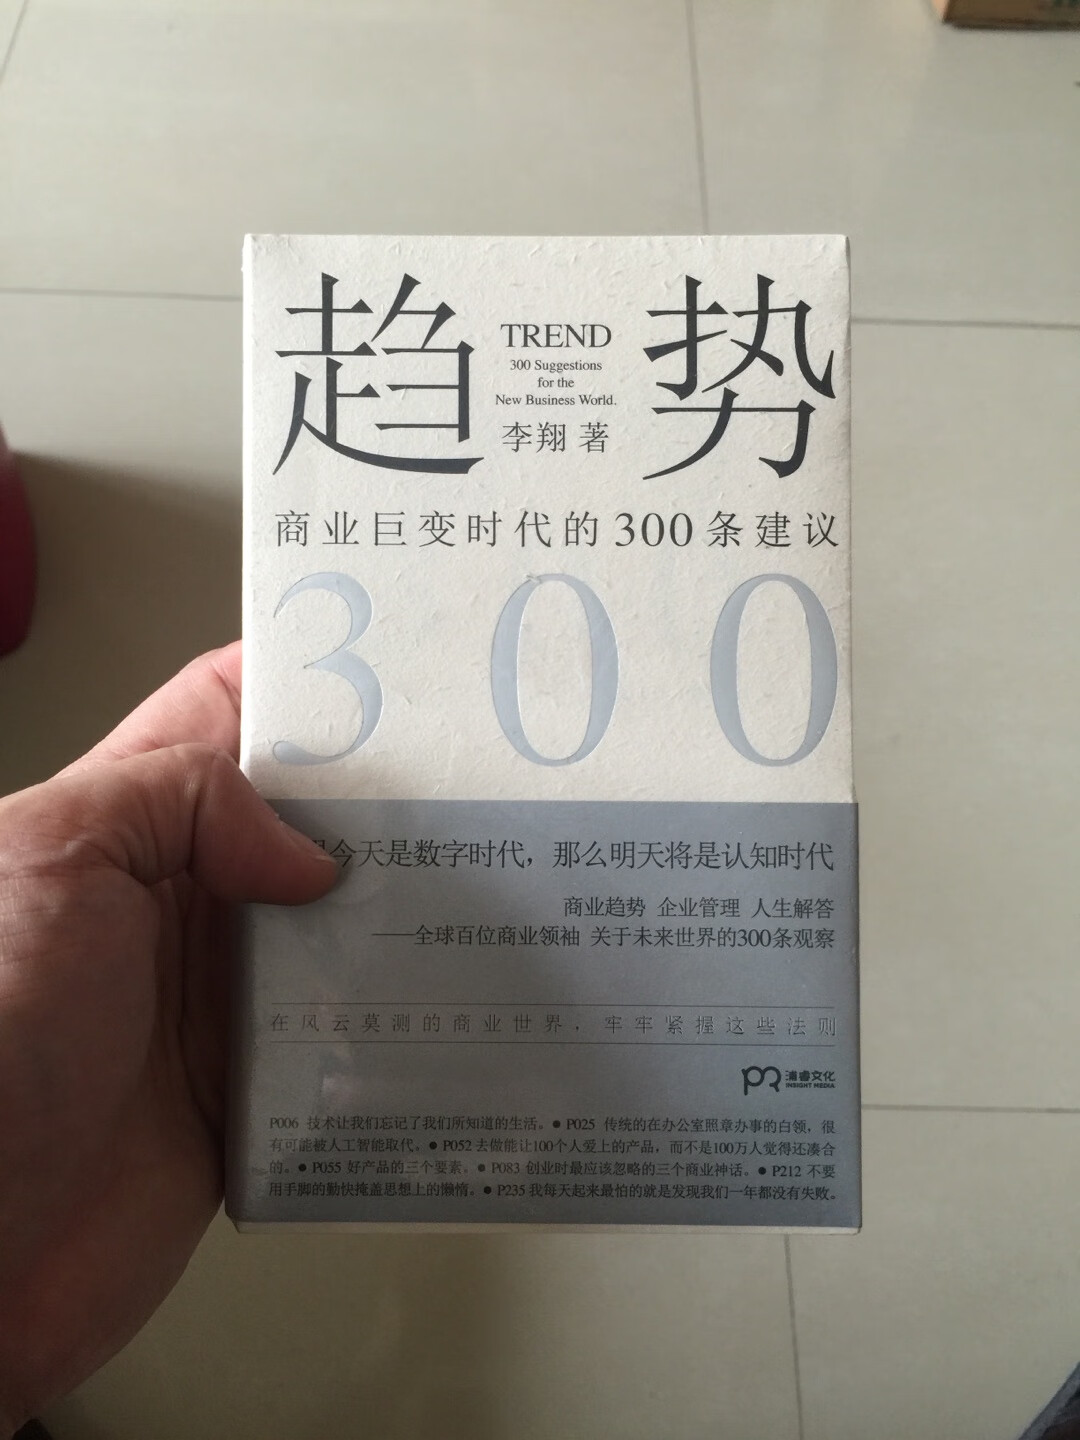 趋势
TREND
300 Suggestions
for the
New Business World.
李翔 著
商业巨变时代的300条建议
300
今天是数字时代，那么明天将是认知时代
商业趋势 企业管理 人生解答
——全球百位商业领袖 关于未来世界的300条观察
在风云莫测的商业世界，牢牢紧握这些法则
浦睿文化
INSIGHT MEDIA
P006 技术让我们忘记了我们所知道的生活。● P025 传统的在办公室照章办事的白领，很
有可能被人工智能取代。● P052 去做能让100个人爱上的产品，而不是100万人觉得还凑合
的。● P055 好产品的三个要素。● P083 创业时最应该忽略的三个商业神话。● P212 不要
用手脚的勤快掩盖思想上的懒惰。● P235 我每天起来最怕的就是发现我们一年都没有失败。